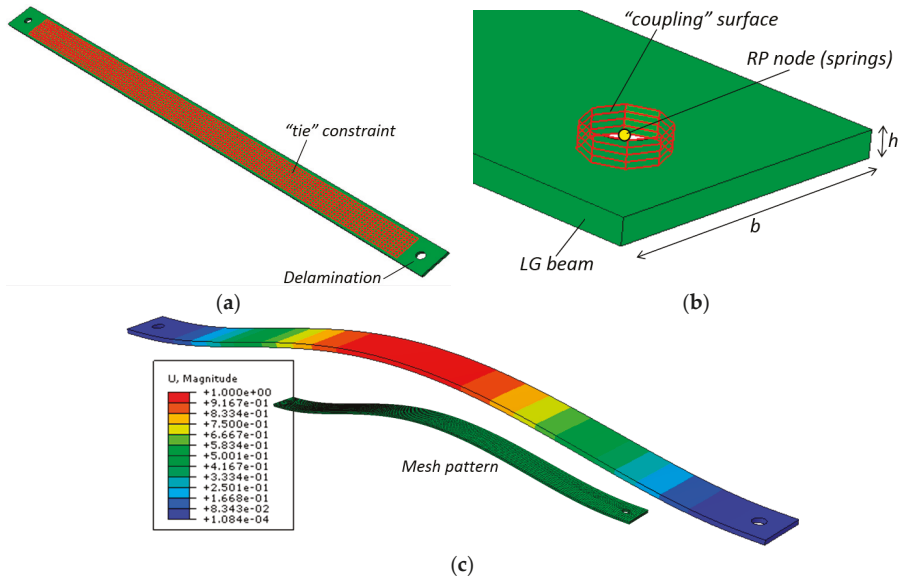 "tie" constraint
Delamination
(a)
"coupling" surface
RP node (springs)
h
b
LG beam
(b)
U, Magnitude
+1.000e+00
+9.167e-01
+8.334e-01
+7.500e-01
+6.667e-01
+5.834e-01
+5.001e-01
+4.167e-01
+3.334e-01
+2.501e-01
+1.668e-01
+8.343e-02
+1.084e-04
Mesh pattern
(c)